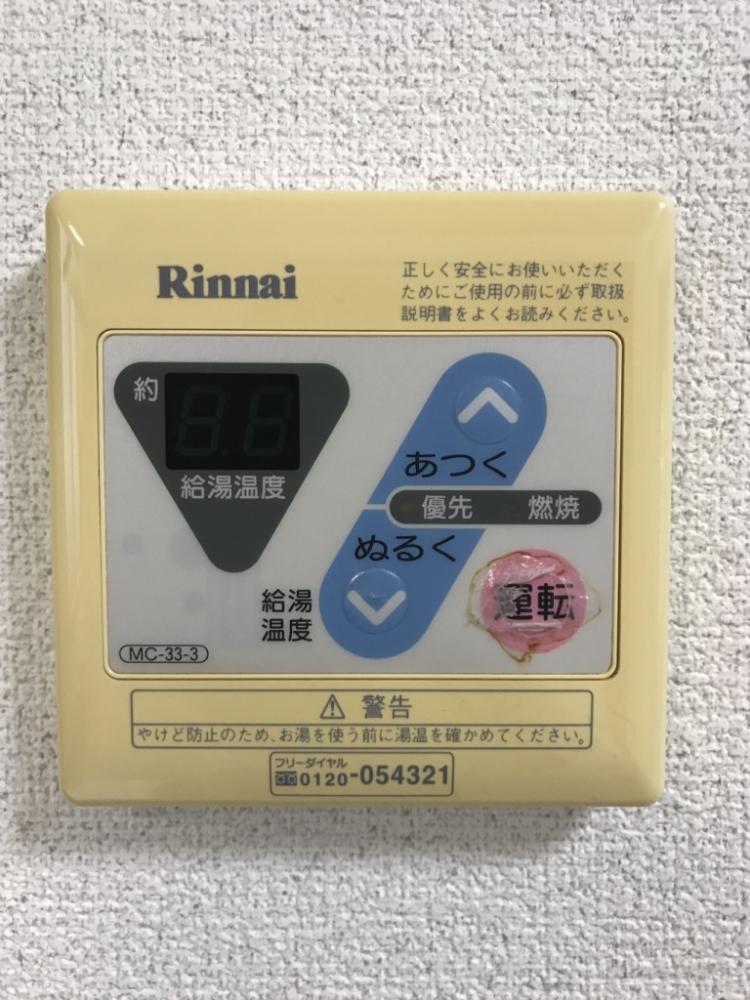 Rinnai
正しく安全にお使いいただく
ためにご使用の前に必ず取扱
説明書をよくお読みください。
約
給湯温度
あつく
優先 燃焼
ぬるく
給湯
温度
運転
MC-33-3
⚠ 警告
やけど防止のため、お湯を使う前に湯温を確かめてください。
フリーダイヤル
0120-054321